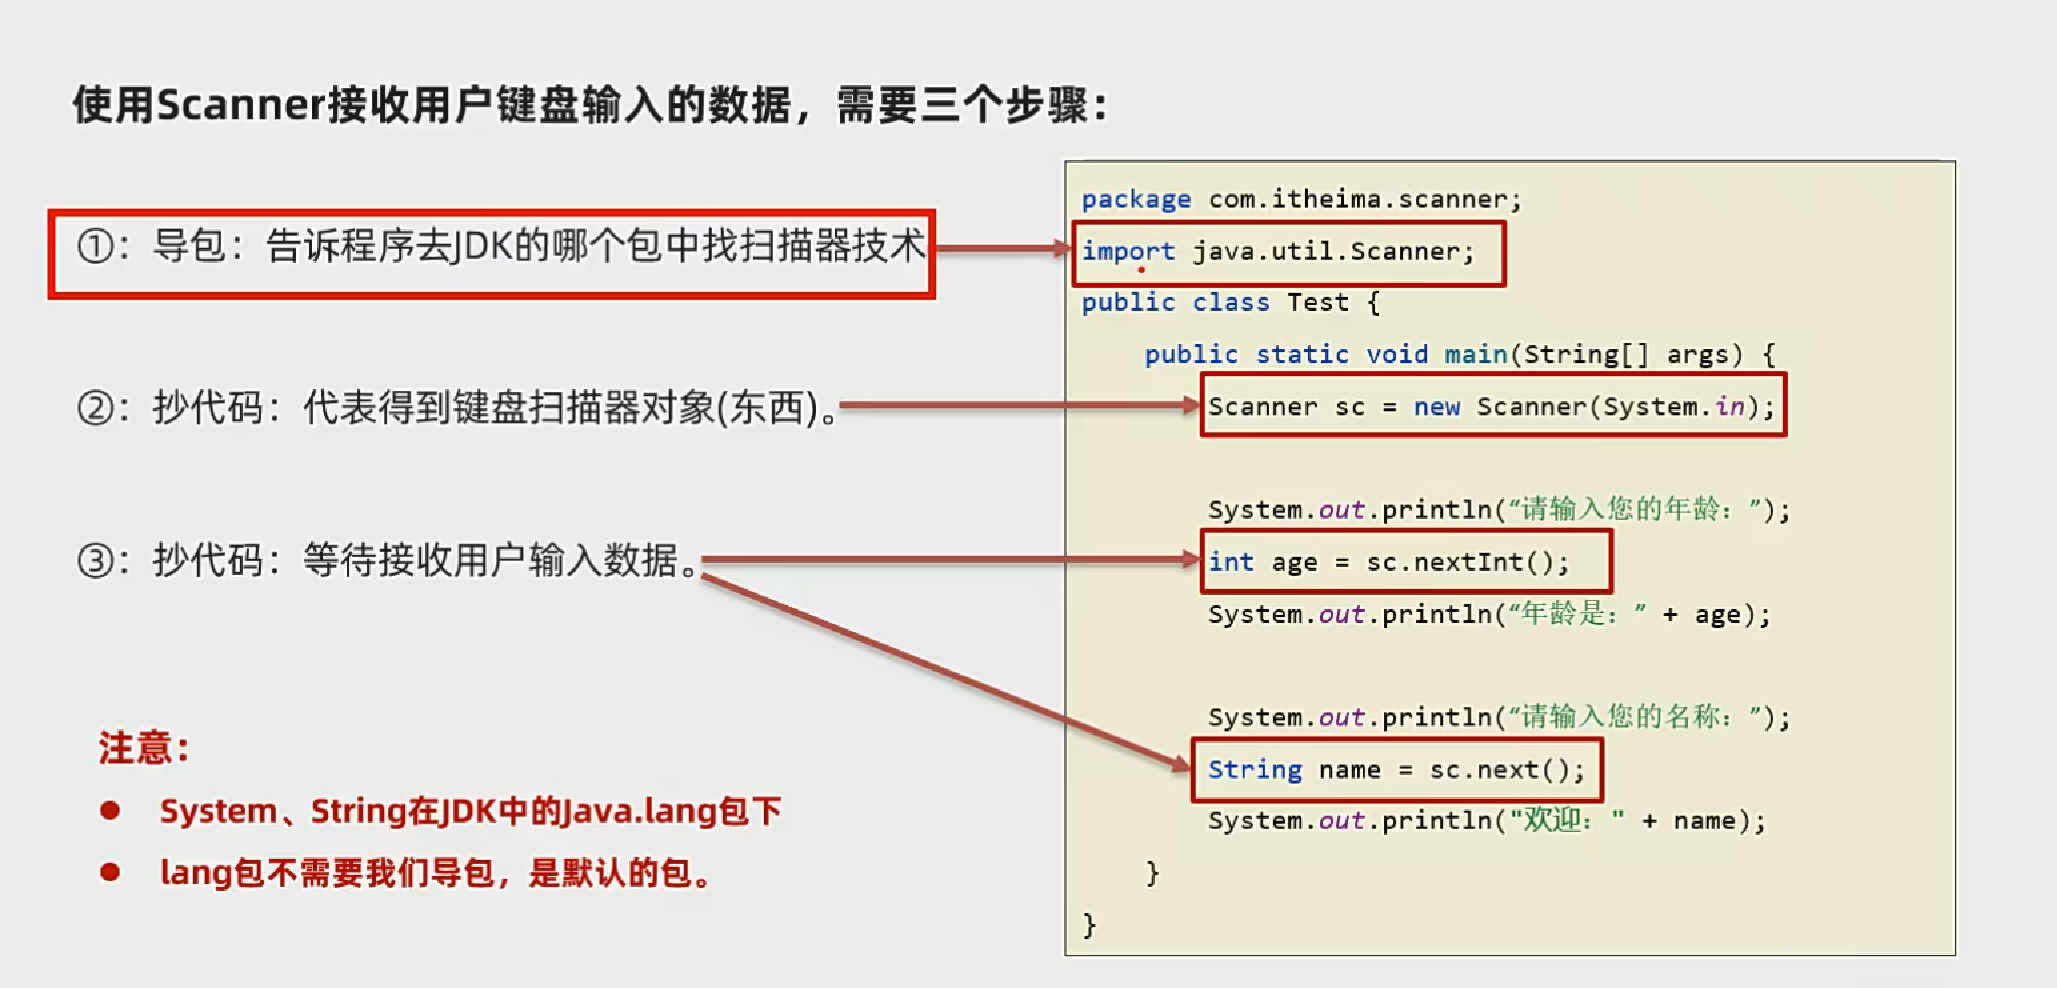 使用Scanner接收用户键盘输入的数据，需要三个步骤：
①：导包：告诉程序去JDK的哪个包中找扫描器技术
②：抄代码：代表得到键盘扫描器对象(东西)。
③：抄代码：等待接收用户输入数据。
注意：
System、String在JDK中的Java.lang包下
lang包不需要我们导包，是默认的包。
package com.itheima.scanner;
import java.util.Scanner;
public class Test {
public static void main(String[] args) {
Scanner sc = new Scanner(System.in);
System.out.println(“请输入您的年龄：”);
int age = sc.nextInt();
System.out.println(“年龄是：” + age);
System.out.println(“请输入您的名称：”);
String name = sc.next();
System.out.println("欢迎：" + name);
}
}